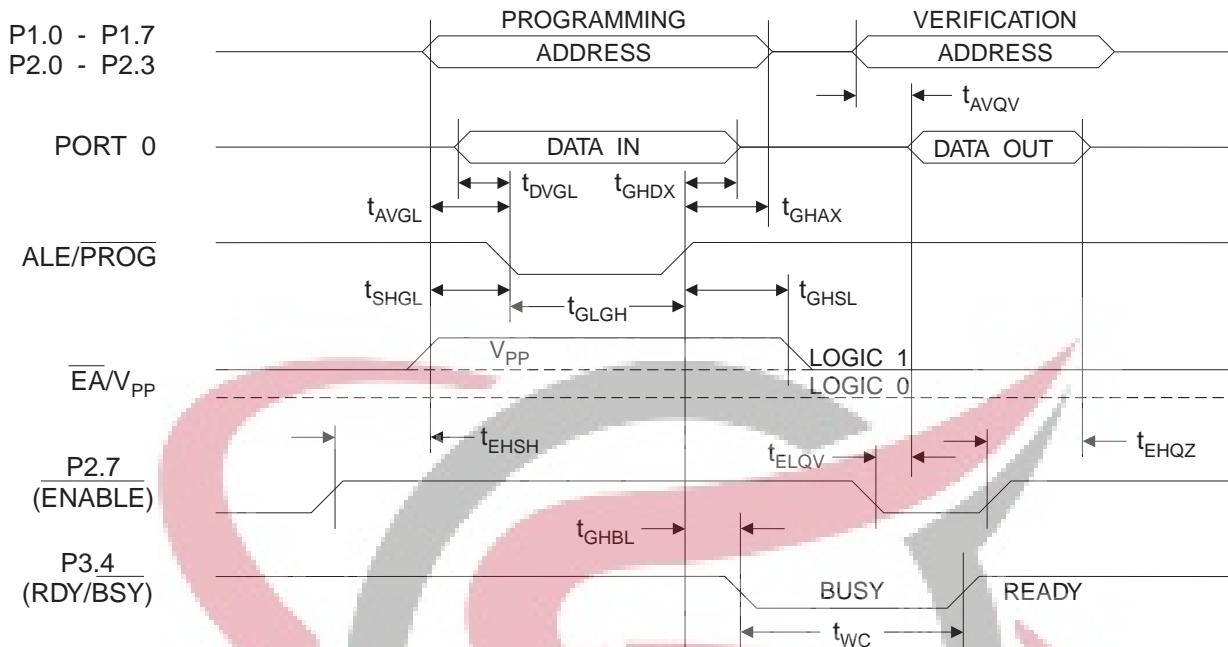 PROGRAMMING VERIFICATION
P1.0 - P1.7
P2.0 - P2.3
ADDRESS ADDRESS
tAVQV
PORT 0 DATA IN DATA OUT
tDVGL tGHDX
tAVGL tGHAX
ALE/PROG
tSHGL tGLGH tGHSL
VPP LOGIC 1
EA/VPP LOGIC 0
tEHSH tELQV tEHQZ
P2.7
(ENABLE)
tGHBL
P3.4
(RDY/BSY) BUSY READY
tWC